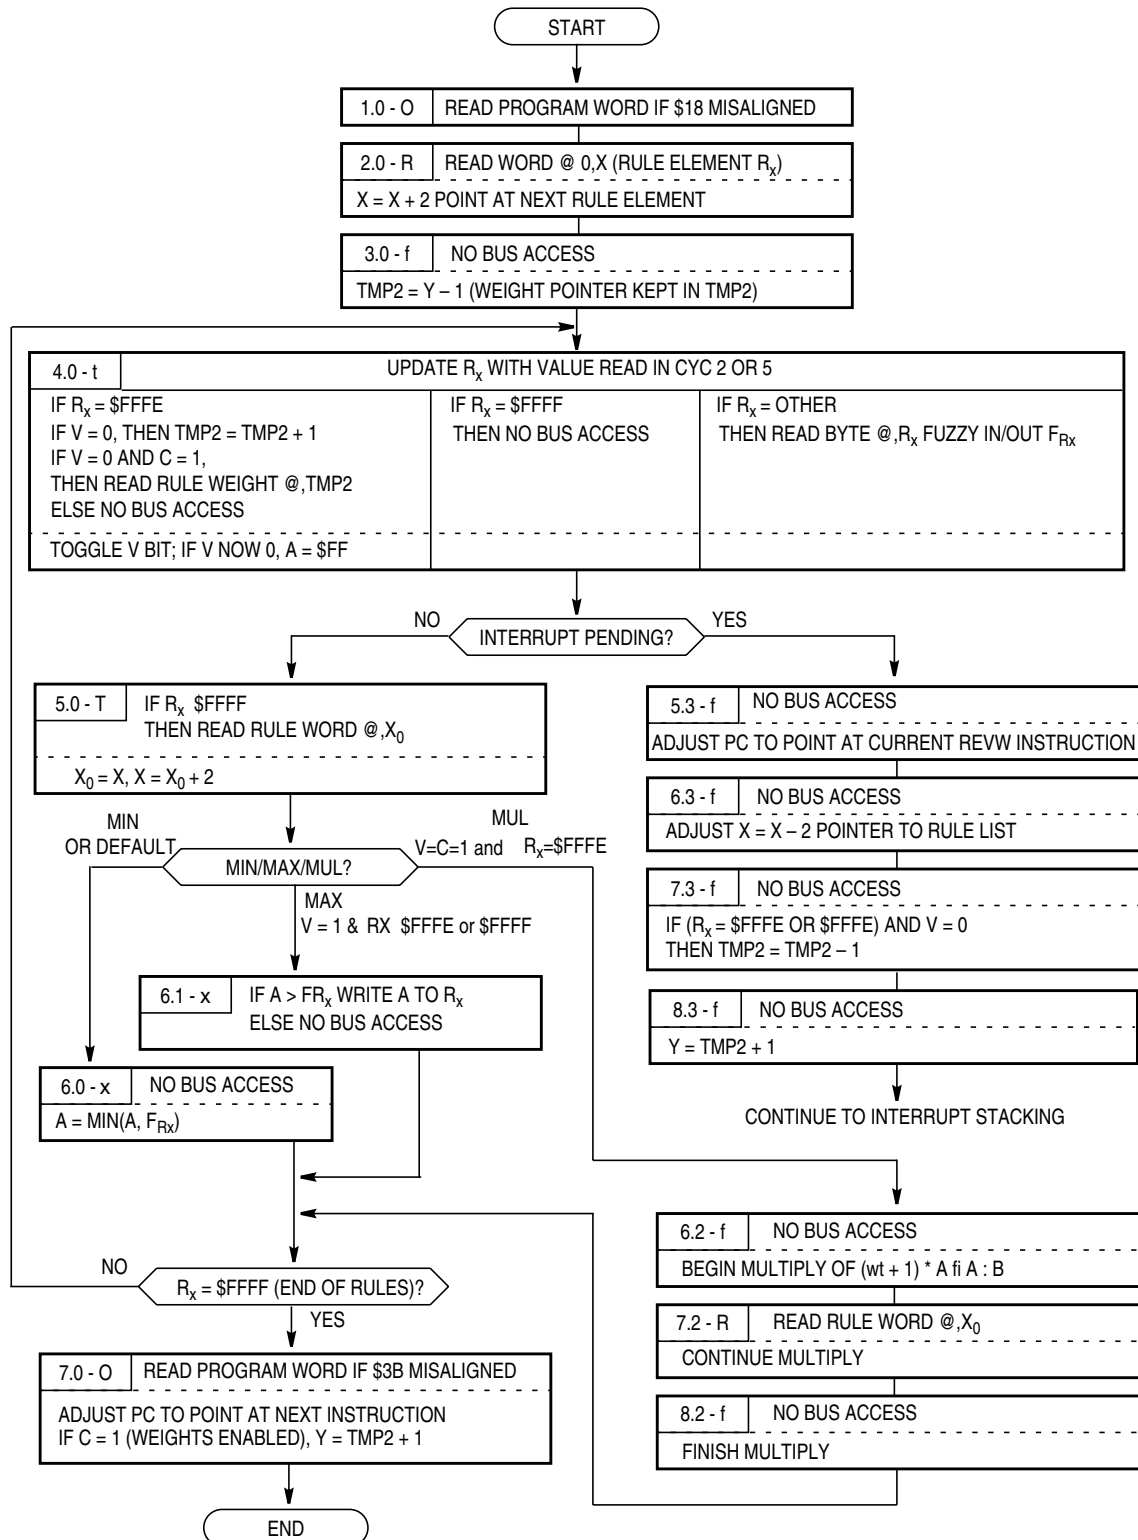 START
1.0 - O READ PROGRAM WORD IF $18 MISALIGNED
2.0 - R READ WORD @ 0,X (RULE ELEMENT Rx)
X = X + 2 POINT AT NEXT RULE ELEMENT
3.0 - f NO BUS ACCESS
TMP2 = Y – 1 (WEIGHT POINTER KEPT IN TMP2)
4.0 - t UPDATE Rx WITH VALUE READ IN CYC 2 OR 5
IF Rx = $FFFE
IF V = 0, THEN TMP2 = TMP2 + 1
IF V = 0 AND C = 1,
THEN READ RULE WEIGHT @,TMP2
ELSE NO BUS ACCESS
TOGGLE V BIT; IF V NOW 0, A = $FF
IF Rx = $FFFF
THEN NO BUS ACCESS
IF Rx = OTHER
THEN READ BYTE @,Rx FUZZY IN/OUT FRx
INTERRUPT PENDING?
NO
YES
5.0 - T IF Rx $FFFF
THEN READ RULE WORD @,X0
X0 = X, X = X0 + 2
5.3 - f NO BUS ACCESS
ADJUST PC TO POINT AT CURRENT REVW INSTRUCTION
6.3 - f NO BUS ACCESS
ADJUST X = X – 2 POINTER TO RULE LIST
7.3 - f NO BUS ACCESS
IF (Rx = $FFFE OR $FFFE) AND V = 0
THEN TMP2 = TMP2 – 1
8.3 - f NO BUS ACCESS
Y = TMP2 + 1
CONTINUE TO INTERRUPT STACKING
MIN
OR DEFAULT
MIN/MAX/MUL?
MUL
V=C=1 and Rx=$FFFE
MAX
V = 1 & RX $FFFE or $FFFF
6.1 - x IF A > FRx WRITE A TO Rx
ELSE NO BUS ACCESS
6.0 - x NO BUS ACCESS
A = MIN(A, FRx)
6.2 - f NO BUS ACCESS
BEGIN MULTIPLY OF (wt + 1) * A fi A : B
7.2 - R READ RULE WORD @,X0
CONTINUE MULTIPLY
8.2 - f NO BUS ACCESS
FINISH MULTIPLY
NO
Rx = $FFFF (END OF RULES)?
YES
7.0 - O READ PROGRAM WORD IF $3B MISALIGNED
ADJUST PC TO POINT AT NEXT INSTRUCTION
IF C = 1 (WEIGHTS ENABLED), Y = TMP2 + 1
END